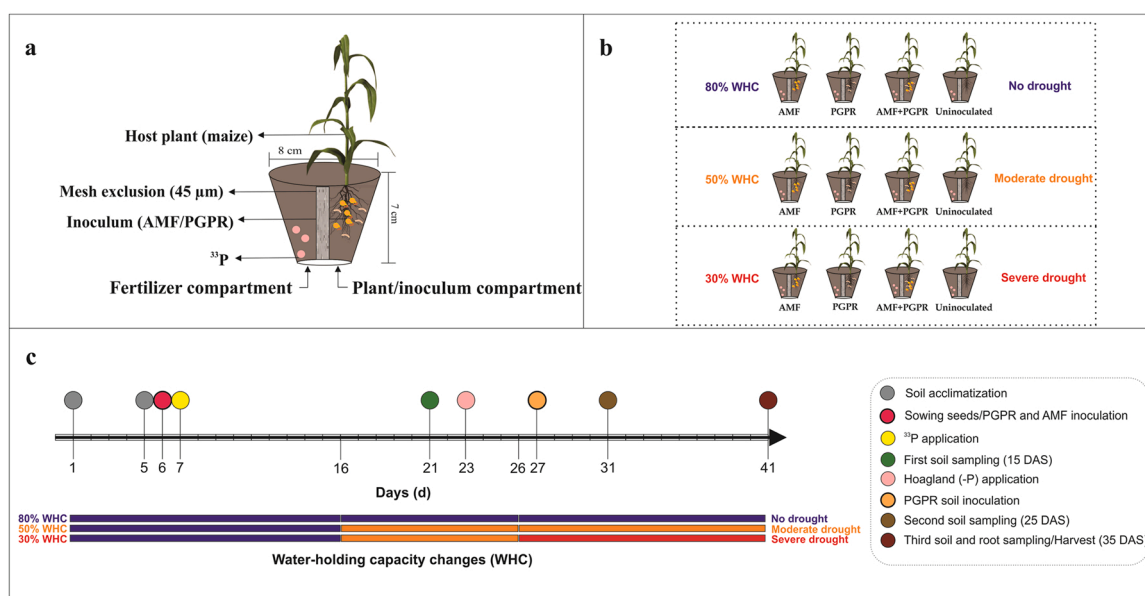 a
Host plant (maize)
8 cm
Mesh exclusion (45 μm)
Inoculum (AMF/PGPR)
7 cm
³³P
Fertilizer compartment
Plant/inoculum compartment
b
80% WHC
No drought
AMF
PGPR
AMF+PGPR
Uninoculated
50% WHC
Moderate drought
AMF
PGPR
AMF+PGPR
Uninoculated
30% WHC
Severe drought
AMF
PGPR
AMF+PGPR
Uninoculated
c
1
5
6
7
16
21
23
26
27
31
41
Days (d)
80% WHC
No drought
50% WHC
Moderate drought
30% WHC
Severe drought
Water-holding capacity changes (WHC)
Soil acclimatization
Sowing seeds/PGPR and AMF inoculation
³³P application
First soil sampling (15 DAS)
Hoagland (-P) application
PGPR soil inoculation
Second soil sampling (25 DAS)
Third soil and root sampling/Harvest (35 DAS)